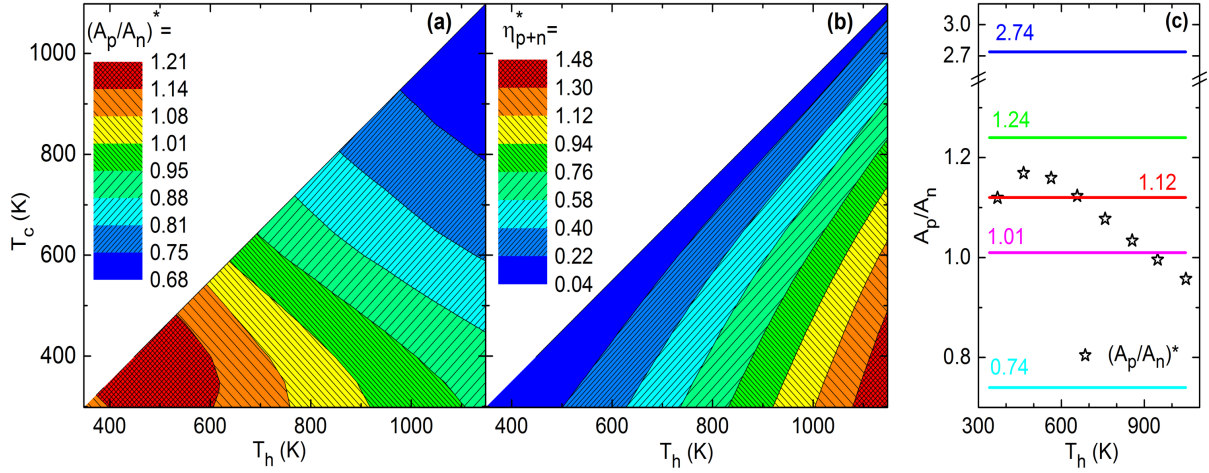 (A_p/A_n)^* =
(a)
1.21
1.14
1.08
1.01
0.95
0.88
0.81
0.75
0.68
1000
800
600
400
T_c (K)
400 600 800 1000
T_h (K)
η^*_{p+n}=
(b)
1.48
1.30
1.12
0.94
0.76
0.58
0.40
0.22
0.04
400 600 800 1000
T_h (K)
(c)
3.0
2.7
1.2
1.0
0.8
A_p/A_n
2.74
1.24
1.12
1.01
(A_p/A_n)^*
0.74
300 600 900
T_h (K)